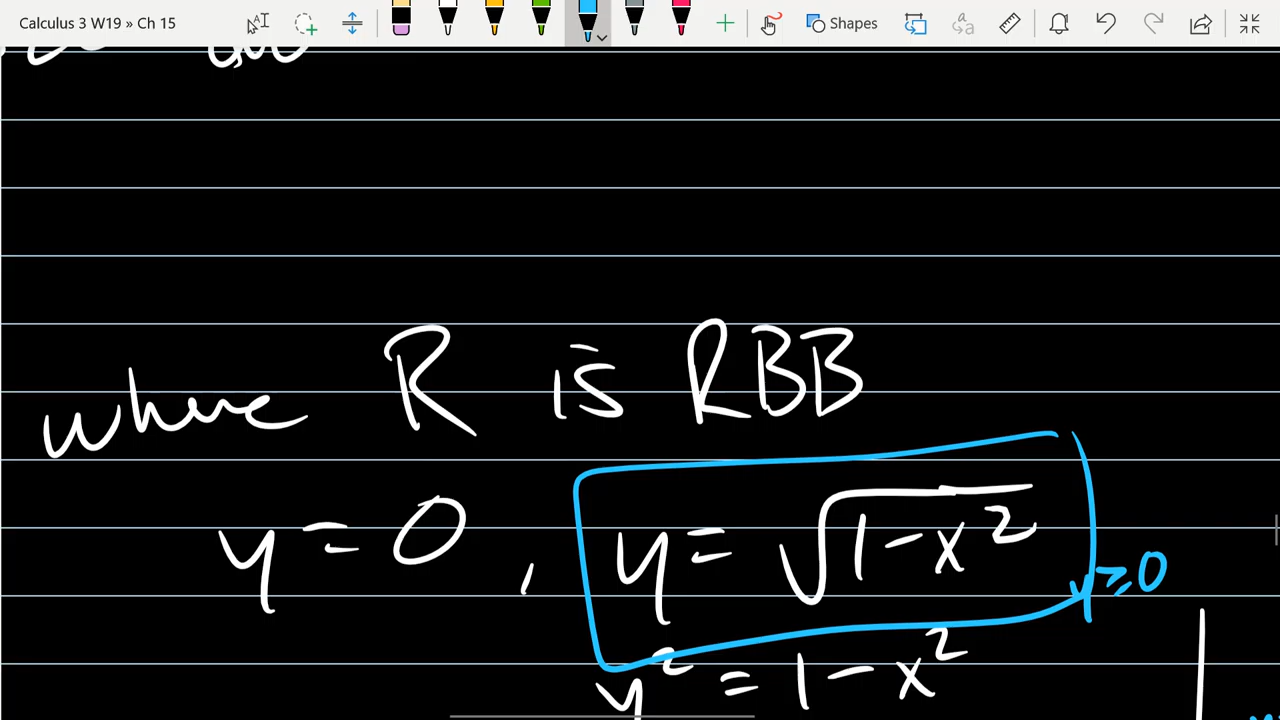 Calculus 3 W19 » Ch 15
Shapes
where R is RBB
y = 0 , y = √(1-x²)
y ≥ 0
y² = 1 - x²